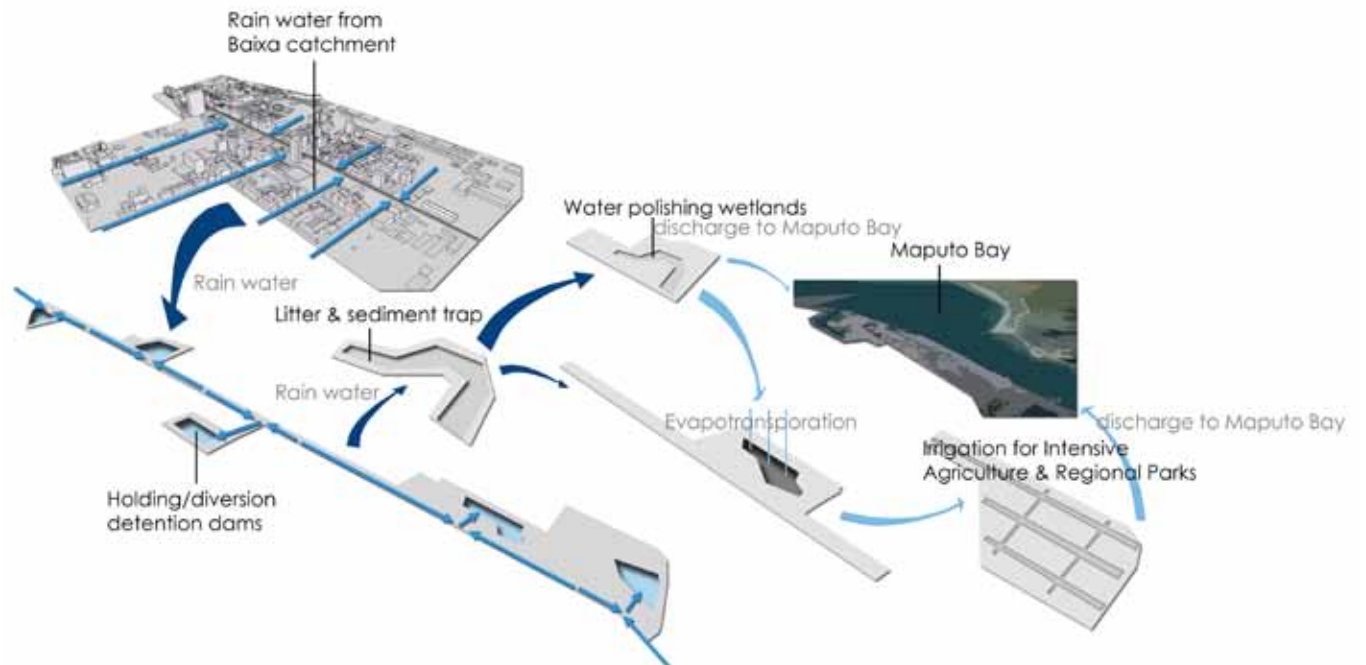 Rain water from
Baixa catchment
Water polishing wetlands
discharge to Maputo Bay
Maputo Bay
Rain water
Litter & sediment trap
Rain water
Evapotransporation
discharge to Maputo Bay
Irrigation for Intensive
Agriculture & Regional Parks
Holding/diversion
detention dams